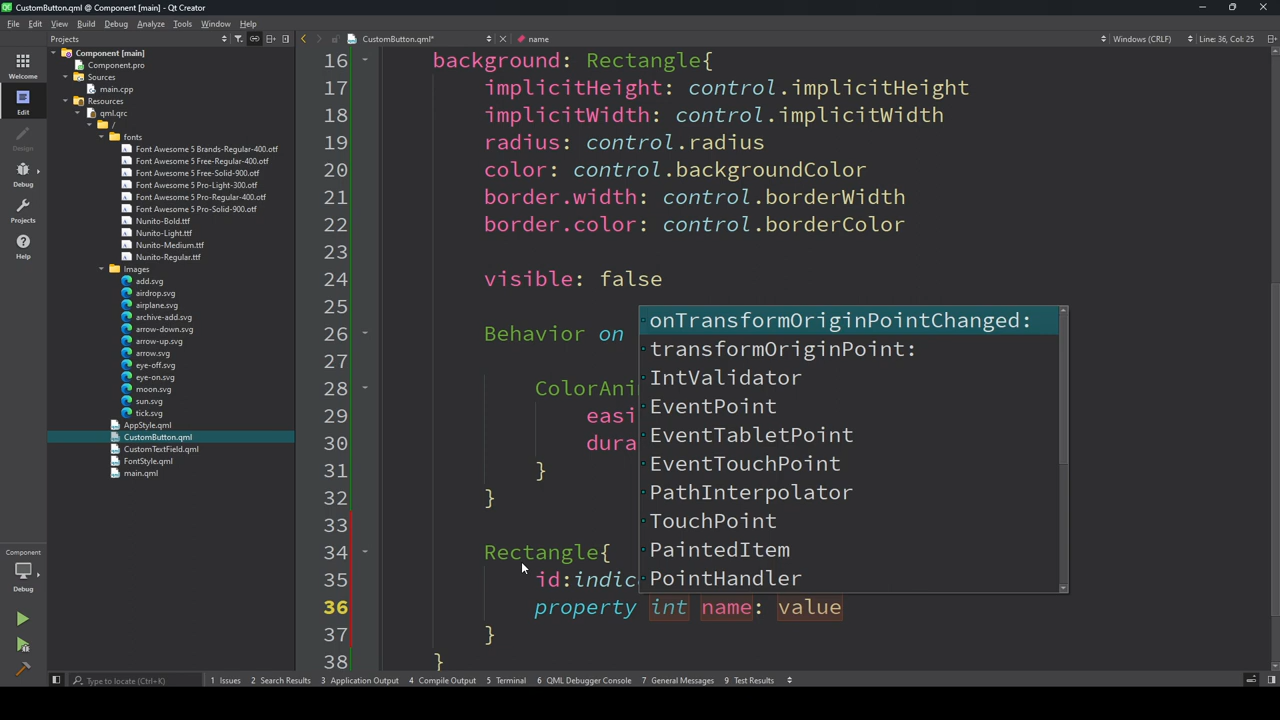 CustomButton.qml @ Component [main] - Qt Creator
File Edit View Build Debug Analyze Tools Window Help
Projects
CustomButton.qml*
name
Windows (CRLF)
Line: 36, Col: 25
Welcome
Edit
Design
Debug
Projects
Help
Component
Debug
Component [main]
Component.pro
Sources
main.cpp
Resources
qml.qrc
/
fonts
Font Awesome 5 Brands-Regular-400.otf
Font Awesome 5 Free-Regular-400.otf
Font Awesome 5 Free-Solid-900.otf
Font Awesome 5 Pro-Light-300.otf
Font Awesome 5 Pro-Regular-400.otf
Font Awesome 5 Pro-Solid-900.otf
Nunito-Bold.ttf
Nunito-Light.ttf
Nunito-Medium.ttf
Nunito-Regular.ttf
Images
add.svg
airdrop.svg
airplane.svg
archive-add.svg
arrow-down.svg
arrow-up.svg
arrow.svg
eye-off.svg
eye-on.svg
moon.svg
sun.svg
tick.svg
AppStyle.qml
CustomButton.qml
CustomTextField.qml
FontStyle.qml
main.qml
16 background: Rectangle{
17 implicitHeight: control.implicitHeight
18 implicitWidth: control.implicitWidth
19 radius: control.radius
20 color: control.backgroundColor
21 border.width: control.borderWidth
22 border.color: control.borderColor
23
24 visible: false
25
26 Behavior on
27
28 ColorAni
29 easi
30 dura
31 }
32 }
33
34 Rectangle{
35 id:indic
36 property int name: value
37 }
38 }
onTransformOriginPointChanged:
transformOriginPoint:
IntValidator
EventPoint
EventTabletPoint
EventTouchPoint
PathInterpolator
TouchPoint
PaintedItem
PointHandler
Type to locate (Ctrl+K)
1 Issues 2 Search Results 3 Application Output 4 Compile Output 5 Terminal 6 QML Debugger Console 7 General Messages 8 Test Results